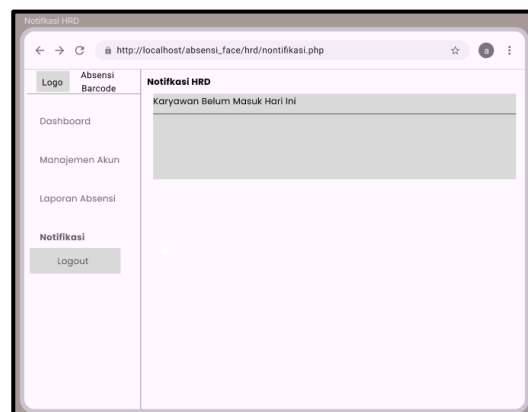 Notifkasi HRD
http://localhost/absensi_face/hrd/nontifikasi.php
a
Logo
Absensi
Barcode
Dashboard
Manajemen Akun
Laporan Absensi
Notifikasi
Logout
Notifkasi HRD
Karyawan Belum Masuk Hari Ini